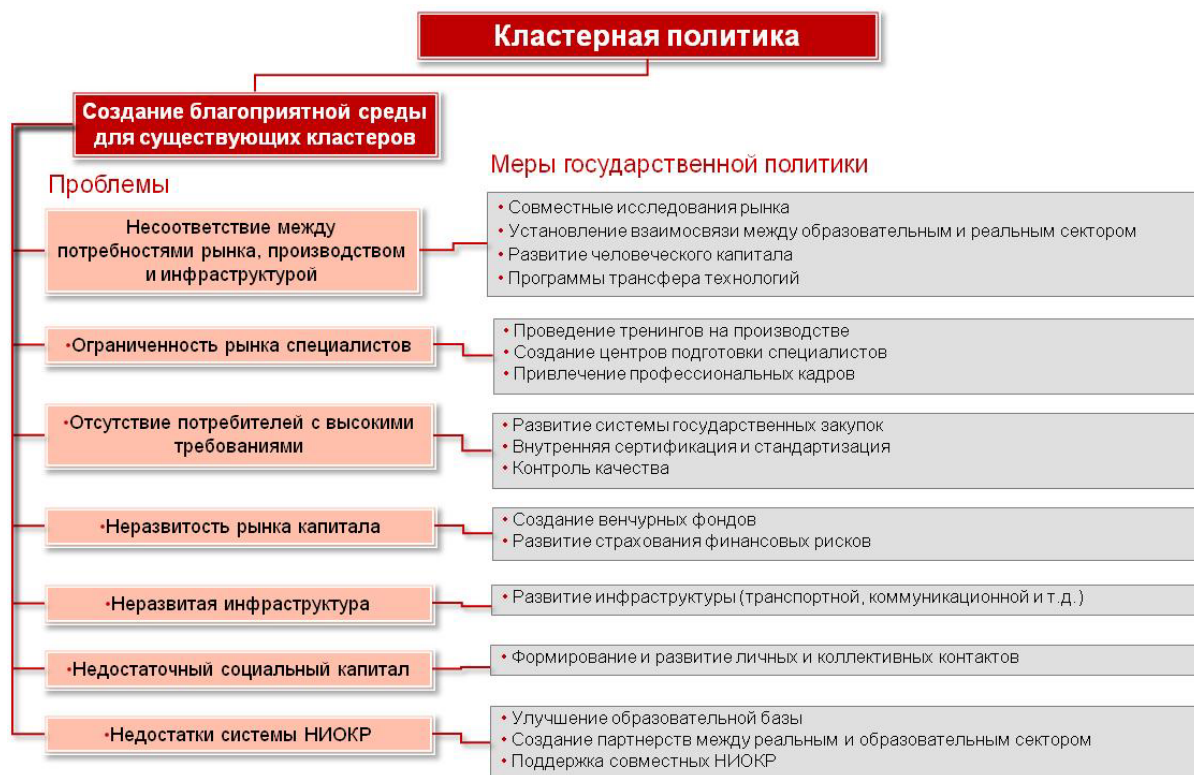 Кластерная политика
Создание благоприятной среды
для существующих кластеров
Проблемы
Меры государственной политики
Несоответствие между
потребностями рынка, производством
и инфраструктурой
• Совместные исследования рынка
• Установление взаимосвязи между образовательным и реальным сектором
• Развитие человеческого капитала
• Программы трансфера технологий
•Ограниченность рынка специалистов
• Проведение тренингов на производстве
• Создание центров подготовки специалистов
• Привлечение профессиональных кадров
•Отсутствие потребителей с высокими
требованиями
• Развитие системы государственных закупок
• Внутренняя сертификация и стандартизация
• Контроль качества
•Неразвитость рынка капитала
• Создание венчурных фондов
• Развитие страхования финансовых рисков
•Неразвитая инфраструктура
• Развитие инфраструктуры (транспортной, коммуникационной и т.д.)
•Недостаточный социальный капитал
• Формирование и развитие личных и коллективных контактов
•Недостатки системы НИОКР
• Улучшение образовательной базы
• Создание партнерств между реальным и образовательным сектором
• Поддержка совместных НИОКР